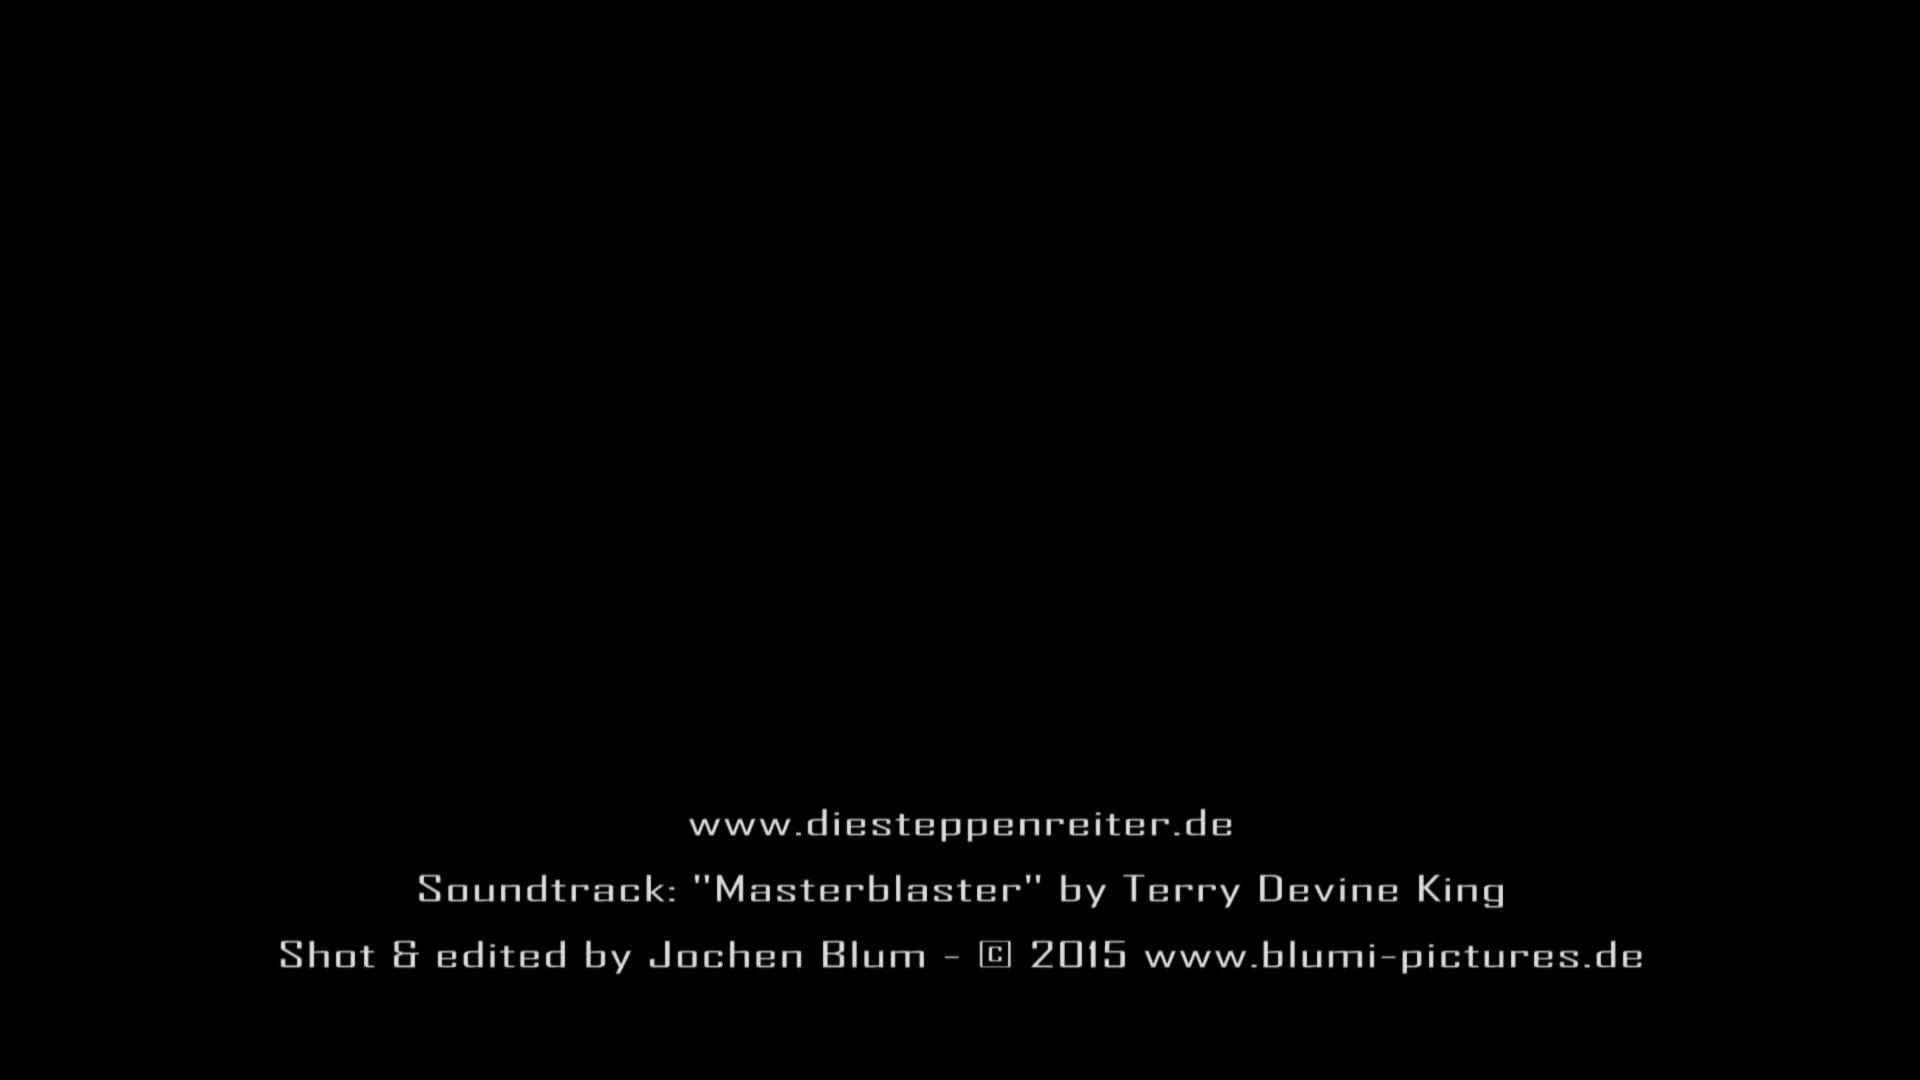 www.diesteppenreiter.de
Soundtrack: "Masterblaster" by Terry Devine King
Shot & edited by Jochen Blum - © 2015 www.blumi-pictures.de